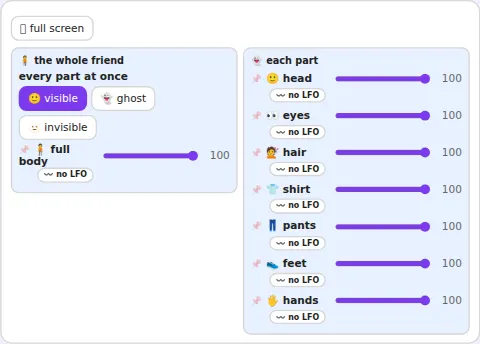 full screen
🧍 the whole friend
every part at once
🙂 visible
👻 ghost
🫥 invisible
📌 🧍 full body 100
〰 no LFO
👻 each part
📌 🙂 head 100
〰 no LFO
📌 👀 eyes 100
〰 no LFO
📌 💇 hair 100
〰 no LFO
📌 👕 shirt 100
〰 no LFO
📌 👖 pants 100
〰 no LFO
📌 👟 feet 100
〰 no LFO
📌 🖐 hands 100
〰 no LFO